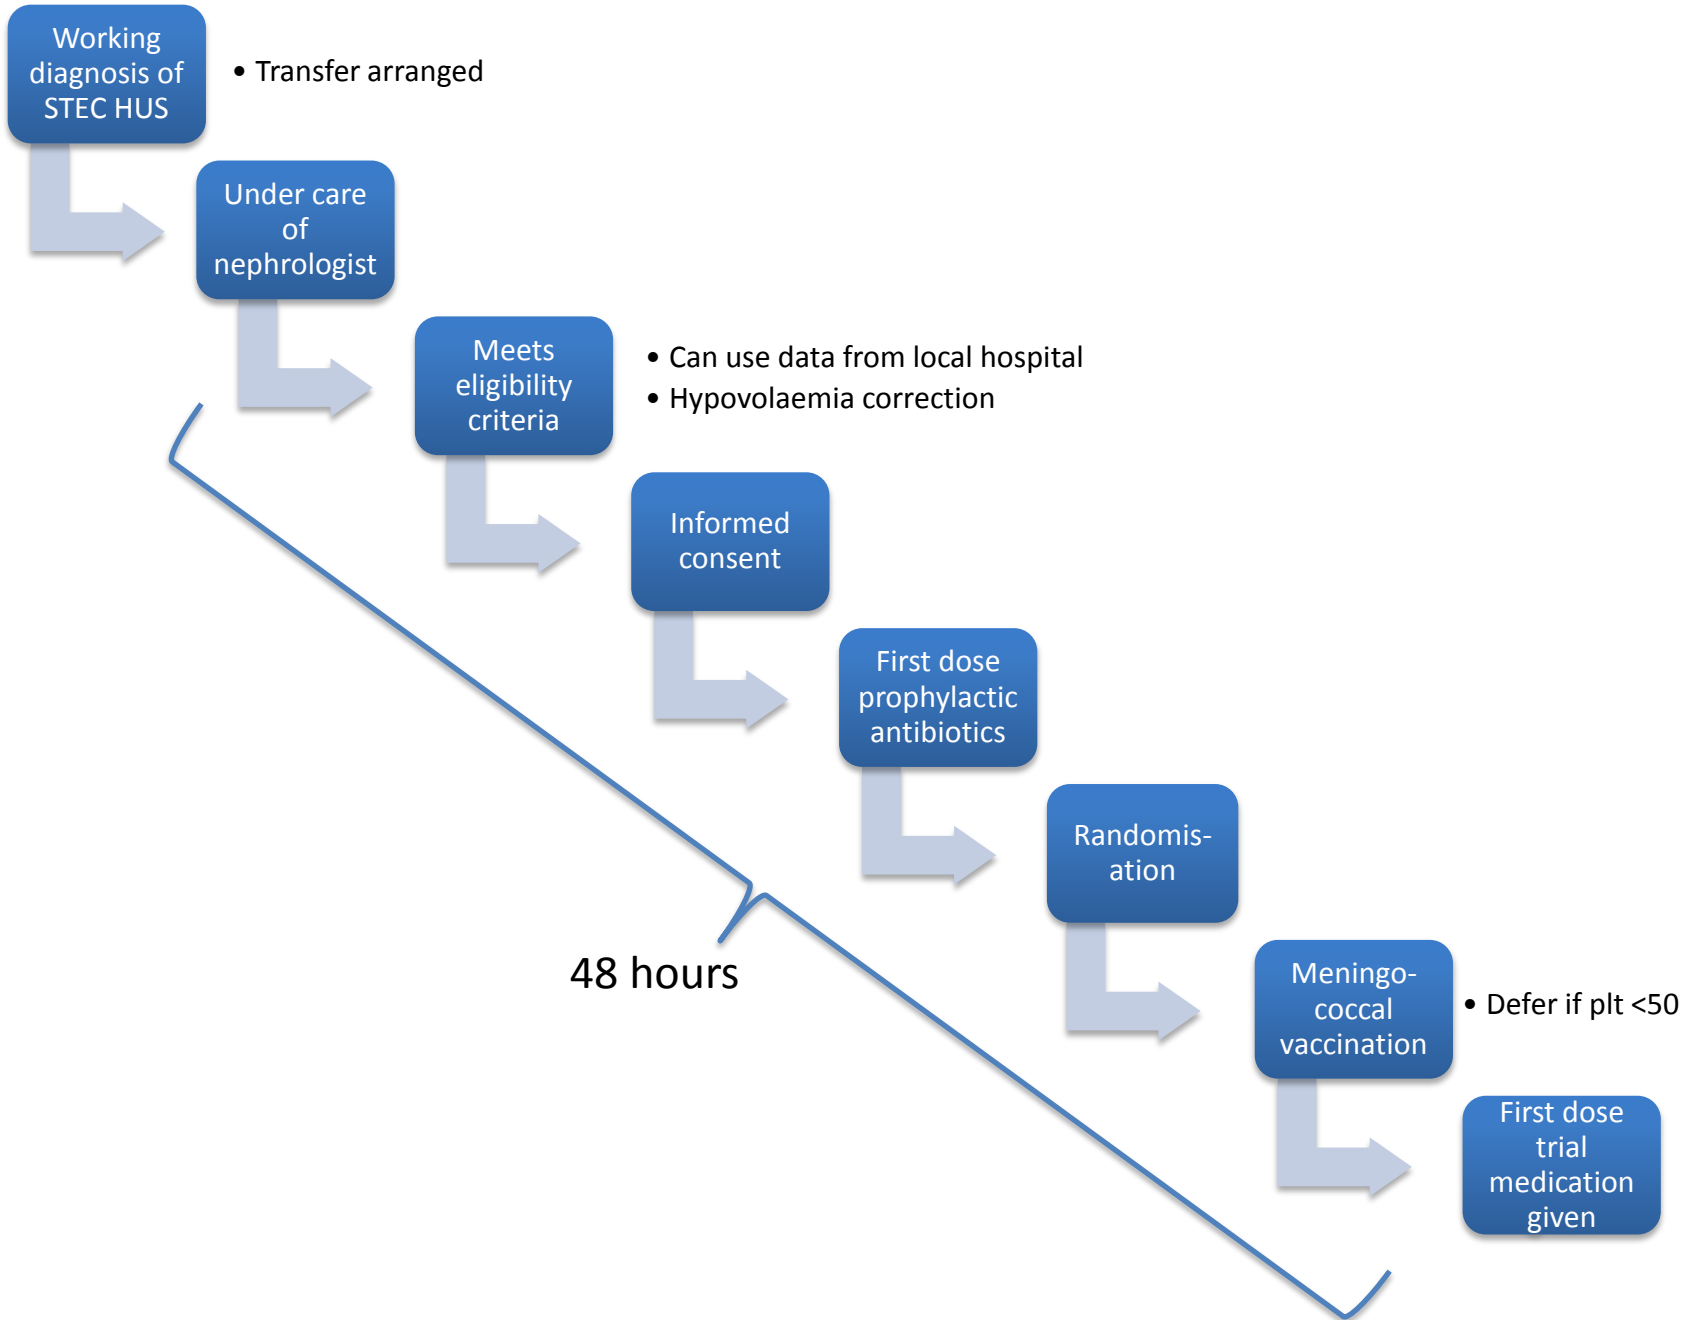 Working
diagnosis of
STEC HUS
• Transfer arranged
Under care
of
nephrologist
Meets
eligibility
criteria
• Can use data from local hospital
• Hypovolaemia correction
Informed
consent
First dose
prophylactic
antibiotics
Randomis-
ation
48 hours
Meningo-
coccal
vaccination
• Defer if plt <50
First dose
trial
medication
given